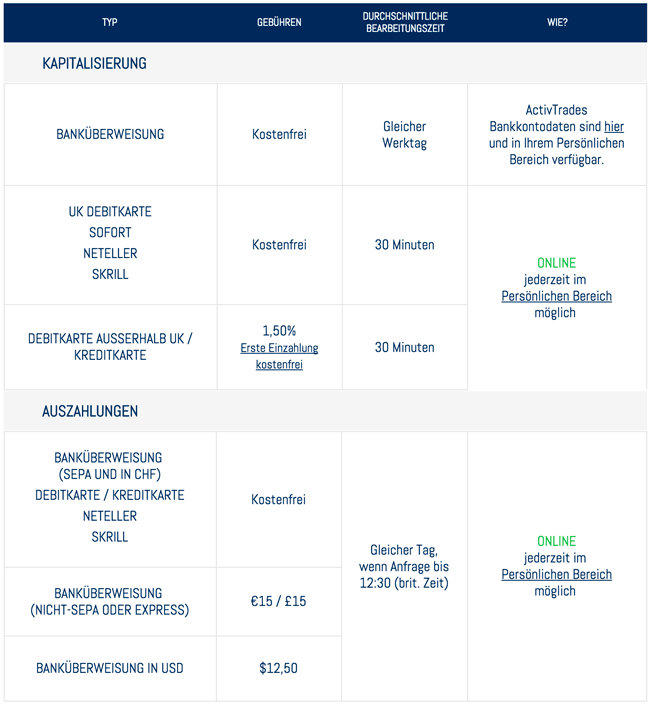 TYP
GEBÜHREN
DURCHSCHNITTLICHE
BEARBEITUNGSZEIT
WIE?
KAPITALISIERUNG
BANKÜBERWEISUNG
Kostenfrei
Gleicher
Werktag
ActivTrades
Bankkontodaten sind hier
und in Ihrem Persönlichen
Bereich verfügbar.
UK DEBITKARTE
SOFORT
NETELLER
SKRILL
Kostenfrei
30 Minuten
ONLINE
jederzeit im
Persönlichen Bereich
möglich
DEBITKARTE AUSSERHALB UK /
KREDITKARTE
1,50%
Erste Einzahlung
kostenfrei
30 Minuten
AUSZAHLUNGEN
BANKÜBERWEISUNG
(SEPA UND IN CHF)
DEBITKARTE / KREDITKARTE
NETELLER
SKRILL
Kostenfrei
Gleicher Tag,
wenn Anfrage bis
12:30 (brit. Zeit)
ONLINE
jederzeit im
Persönlichen Bereich
möglich
BANKÜBERWEISUNG
(NICHT-SEPA ODER EXPRESS)
€15 / £15
BANKÜBERWEISUNG IN USD
$12,50